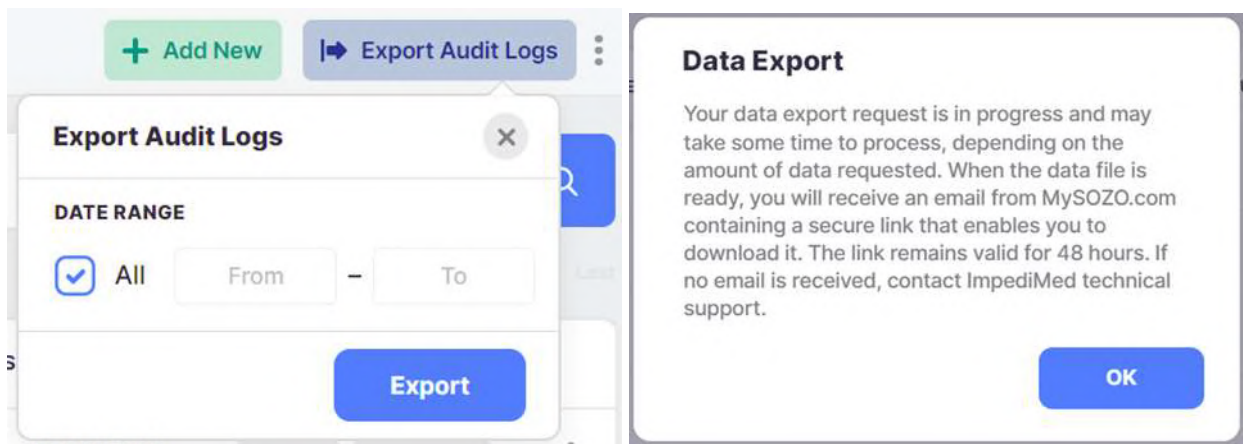 + Add New
Export Audit Logs
Export Audit Logs
DATE RANGE
All
From
–
To
Export
Data Export
Your data export request is in progress and may
take some time to process, depending on the
amount of data requested. When the data file is
ready, you will receive an email from MySOZO.com
containing a secure link that enables you to
download it. The link remains valid for 48 hours. If
no email is received, contact ImpediMed technical
support.
OK